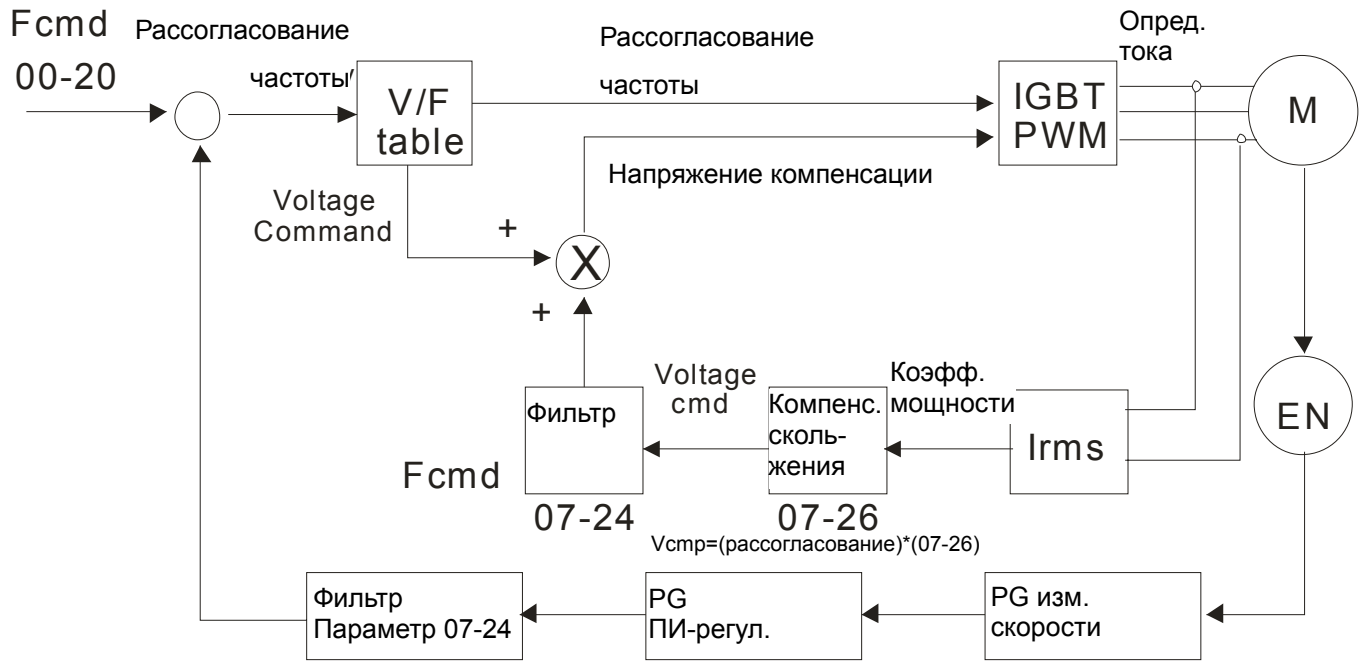 Fcmd
00-20
Рассогласование
частоты
V/F
table
Рассогласование
частоты
Опред.
тока
IGBT
PWM
M
Напряжение компенсации
Voltage
Command
+
X
+
Фильтр
Voltage
cmd
Компенс.
сколь-
жения
Коэфф.
мощности
Irms
EN
Fcmd
07-24
07-26
Vcmp=(рассогласование)*(07-26)
Фильтр
Параметр 07-24
PG
ПИ-регул.
PG изм.
скорости